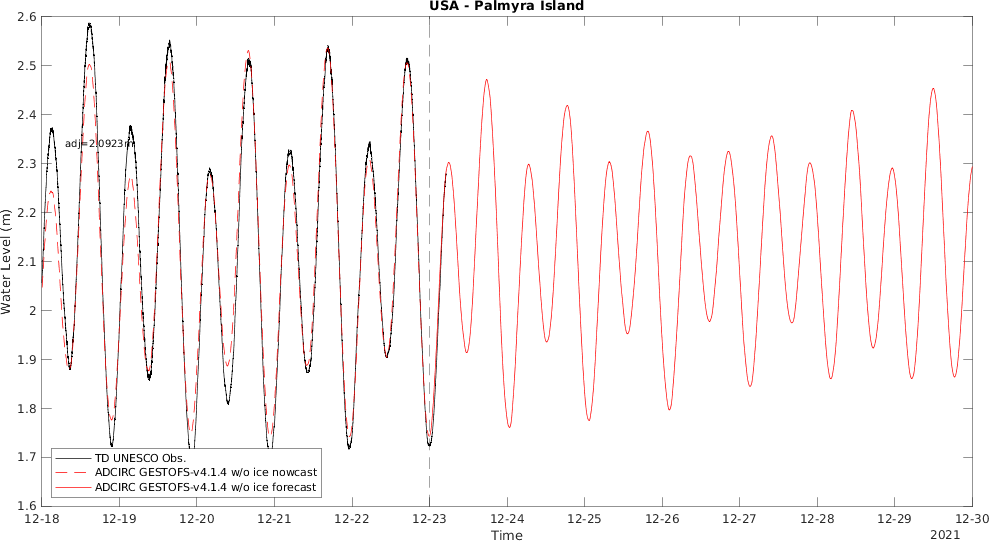 USA - Palmyra Island
2.6
2.5
2.4
adj=2.0923m
2.3
2.2
2.1
Water Level (m)
2
1.9
1.8
1.7
1.6
TD UNESCO Obs.
ADCIRC GESTOFS-v4.1.4 w/o ice nowcast
ADCIRC GESTOFS-v4.1.4 w/o ice forecast
12-18 12-19 12-20 12-21 12-22 12-23 12-24 12-25 12-26 12-27 12-28 12-29 12-30
Time
2021